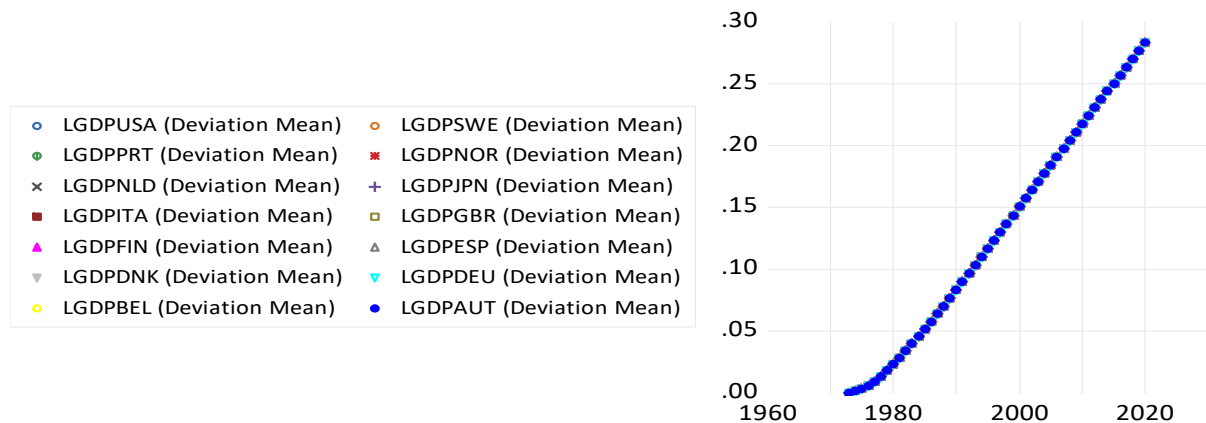 LGDPUSA (Deviation Mean) LGDPSWE (Deviation Mean)
LGDPPRT (Deviation Mean) LGDPNOR (Deviation Mean)
LGDPNLD (Deviation Mean) LGDPJPN (Deviation Mean)
LGDPITA (Deviation Mean) LGDPGBR (Deviation Mean)
LGDPFIN (Deviation Mean) LGDPESP (Deviation Mean)
LGDPDNK (Deviation Mean) LGDPDEU (Deviation Mean)
LGDPBEL (Deviation Mean) LGDPAUT (Deviation Mean)
.30
.25
.20
.15
.10
.05
.00
1960 1980 2000 2020